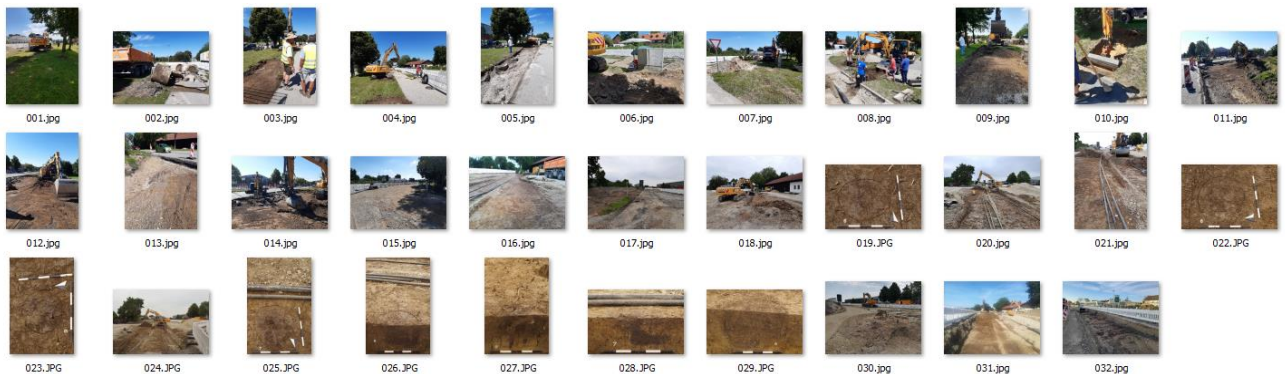 001.jpg 002.jpg 003.jpg 004.jpg 005.jpg 006.jpg 007.jpg 008.jpg 009.jpg 010.jpg 011.jpg
012.jpg 013.jpg 014.jpg 015.jpg 016.jpg 017.jpg 018.jpg 019.JPG 020.jpg 021.jpg 022.JPG
023.JPG 024.JPG 025.JPG 026.JPG 027.JPG 028.JPG 029.JPG 030.jpg 031.jpg 032.jpg